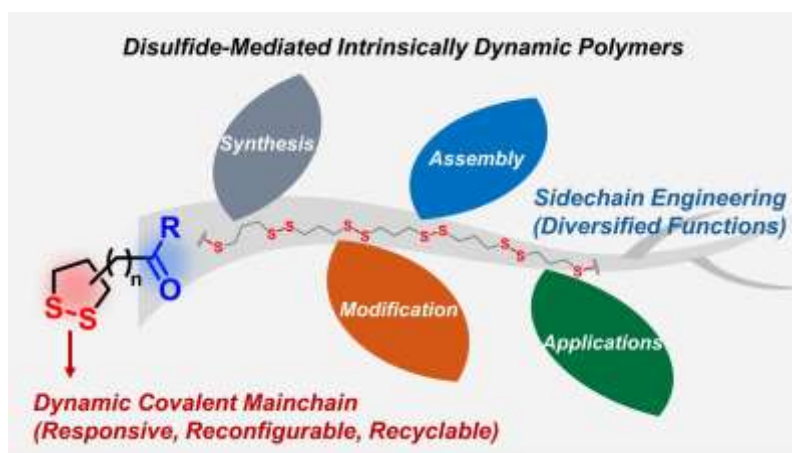 Disulfide-Mediated Intrinsically Dynamic Polymers
Synthesis
Assembly
Sidechain Engineering
(Diversified Functions)
R
n
O
S-S
S
S-S
S
S
S-S
S-S
S
Modification
Applications
Dynamic Covalent Mainchain
(Responsive, Reconfigurable, Recyclable)